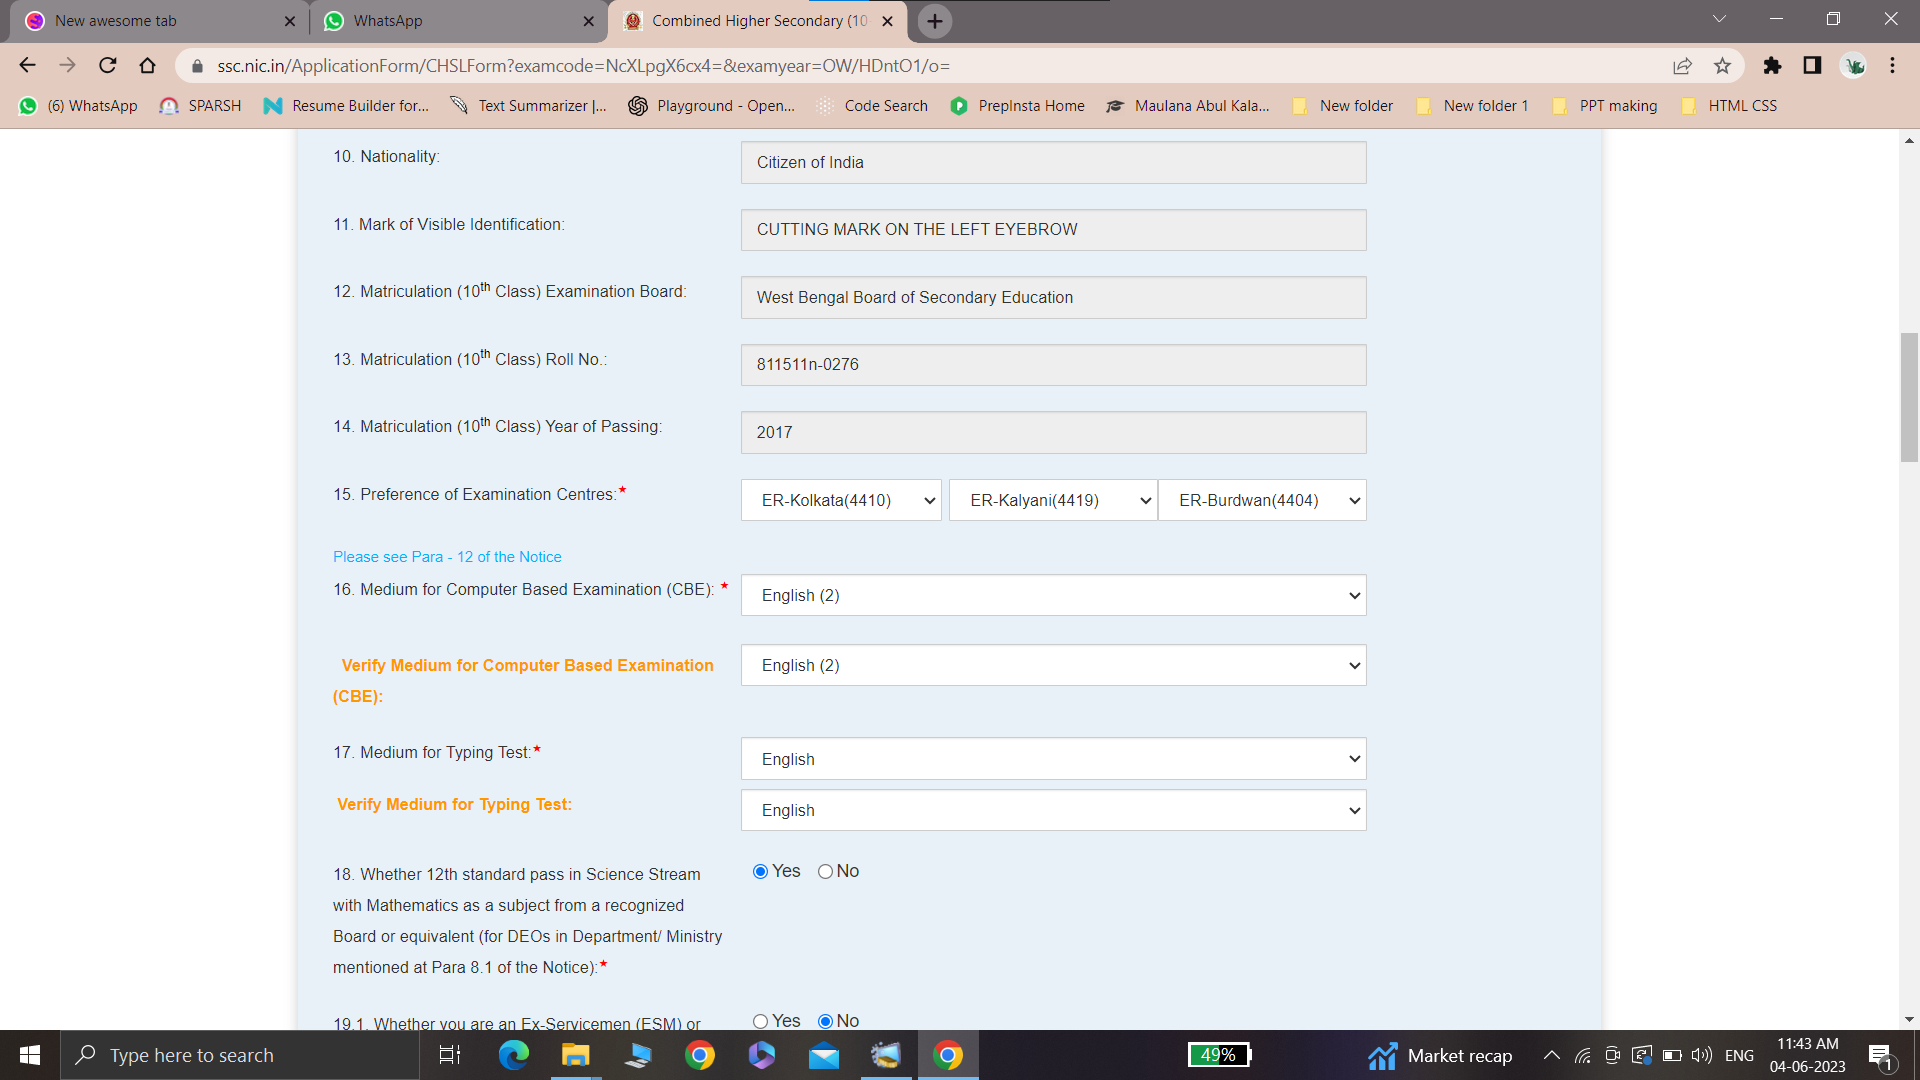 New awesome tab
WhatsApp
Combined Higher Secondary (10
ssc.nic.in/ApplicationForm/CHSLForm?examcode=NcXLpgX6cx4=&examyear=OW/HDntO1/o=
(6) WhatsApp
SPARSH
Resume Builder for...
Text Summarizer |...
Playground - Open...
Code Search
PrepInsta Home
Maulana Abul Kala...
New folder
New folder 1
PPT making
HTML CSS
10. Nationality:
Citizen of India
11. Mark of Visible Identification:
CUTTING MARK ON THE LEFT EYEBROW
12. Matriculation (10th Class) Examination Board:
West Bengal Board of Secondary Education
13. Matriculation (10th Class) Roll No.:
811511n-0276
14. Matriculation (10th Class) Year of Passing:
2017
15. Preference of Examination Centres:*
ER-Kolkata(4410)
ER-Kalyani(4419)
ER-Burdwan(4404)
Please see Para - 12 of the Notice
16. Medium for Computer Based Examination (CBE): *
English (2)
Verify Medium for Computer Based Examination
(CBE):
English (2)
17. Medium for Typing Test:*
English
Verify Medium for Typing Test:
English
18. Whether 12th standard pass in Science Stream
with Mathematics as a subject from a recognized
Board or equivalent (for DEOs in Department/ Ministry
mentioned at Para 8.1 of the Notice):*
Yes No
19.1. Whether you are an Ex-Servicemen (ESM) or
Yes No
Type here to search
49%
Market recap
ENG
11:43 AM
04-06-2023
1